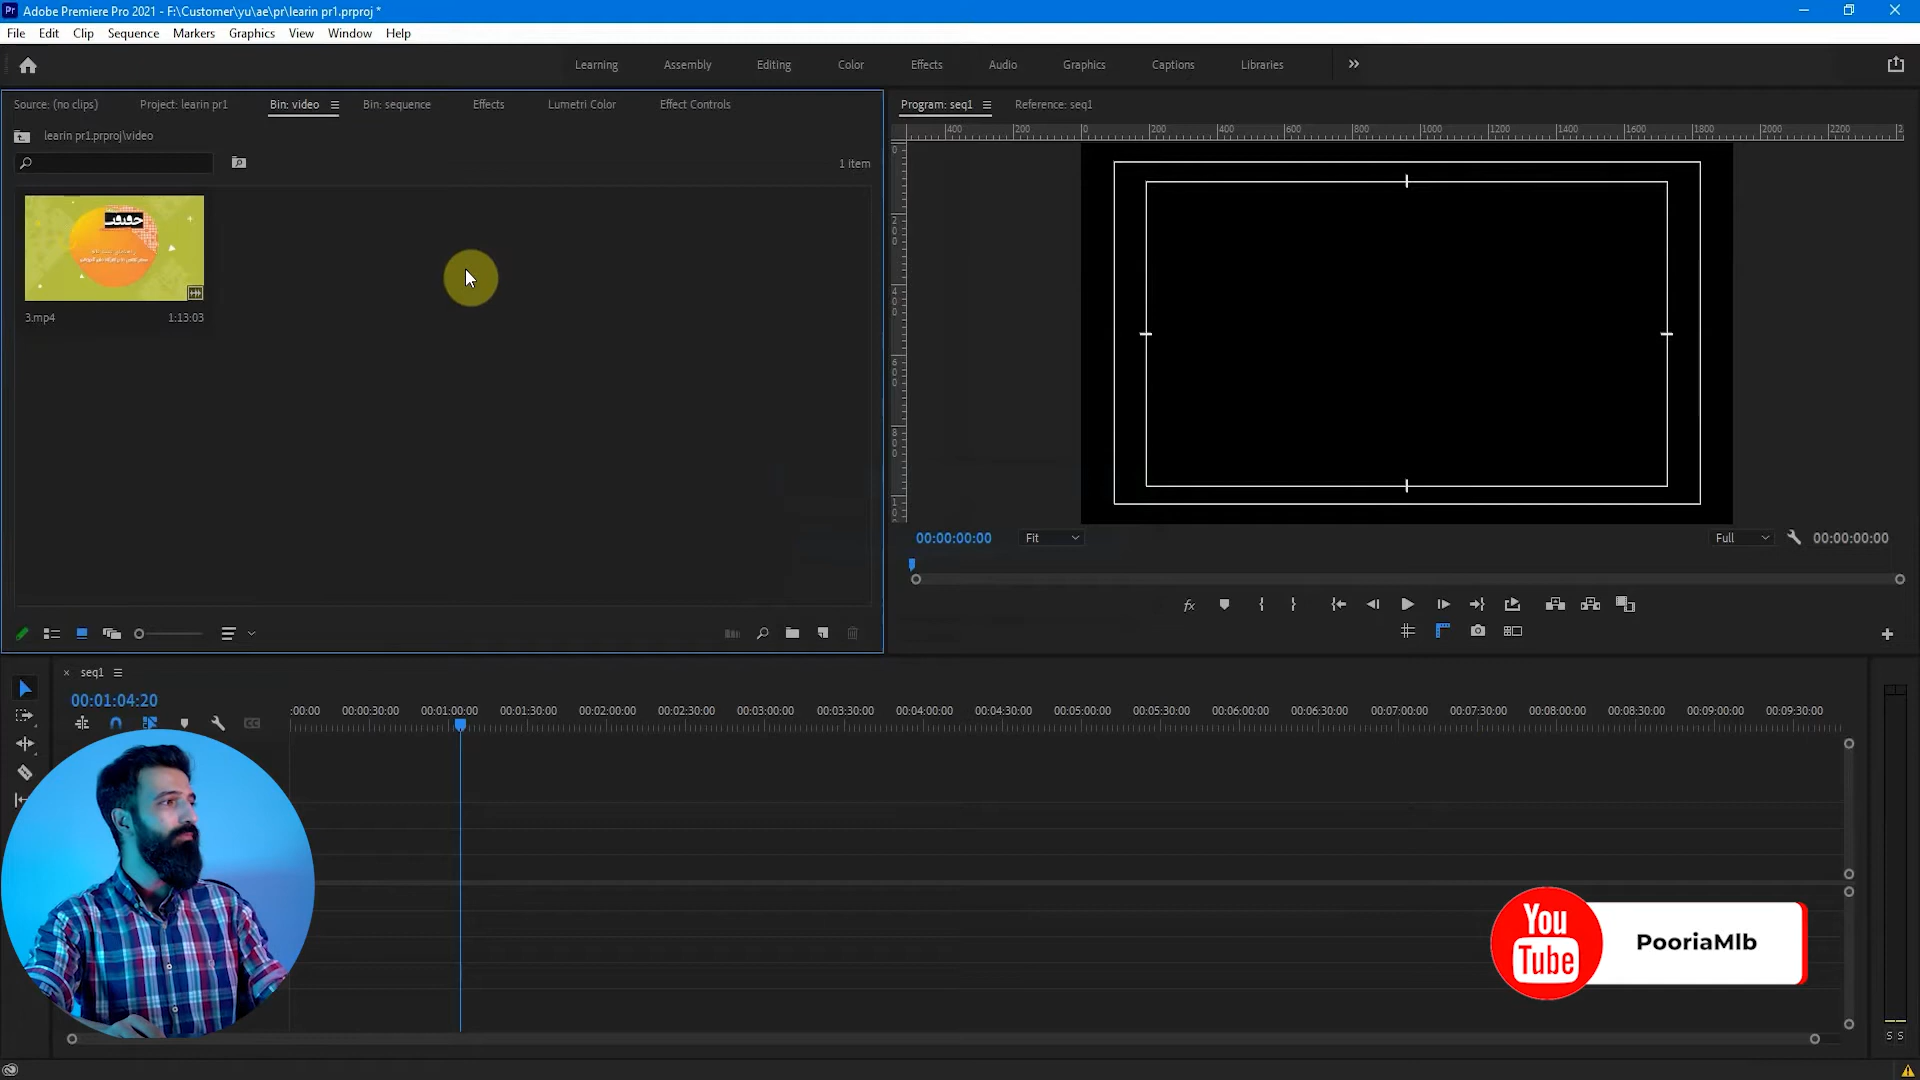 Adobe Premiere Pro 2021 - F:\Customer\yu\ae\pr\learin pr1.prproj *
File Edit Clip Sequence Markers Graphics View Window Help
Learning Assembly Editing Color Effects Audio Graphics Captions Libraries
Source: (no clips) Project: learin pr1 Bin: video Bin: sequence Effects Lumetri Color Effect Controls
Program: seq1 Reference: seq1
learin pr1.prproj\video
1 item
400 200 0 200 400 600 800 1000 1200 1400 1600 1800 2000 2200
0
200
400
600
800
حقیقت
3.mp4 1:13:03
00:00:00:00 Fit Full 00:00:00:00
seq1
00:01:04:20
:00:00 00:00:30:00 00:01:00:00 00:01:30:00 00:02:00:00 00:02:30:00 00:03:00:00 00:03:30:00 00:04:00:00 00:04:30:00 00:05:00:00 00:05:30:00 00:06:00:00 00:06:30:00 00:07:00:00 00:07:30:00 00:08:00:00 00:08:30:00 00:09:00:00 00:09:30:00
You
Tube
PooriaMlb
S S